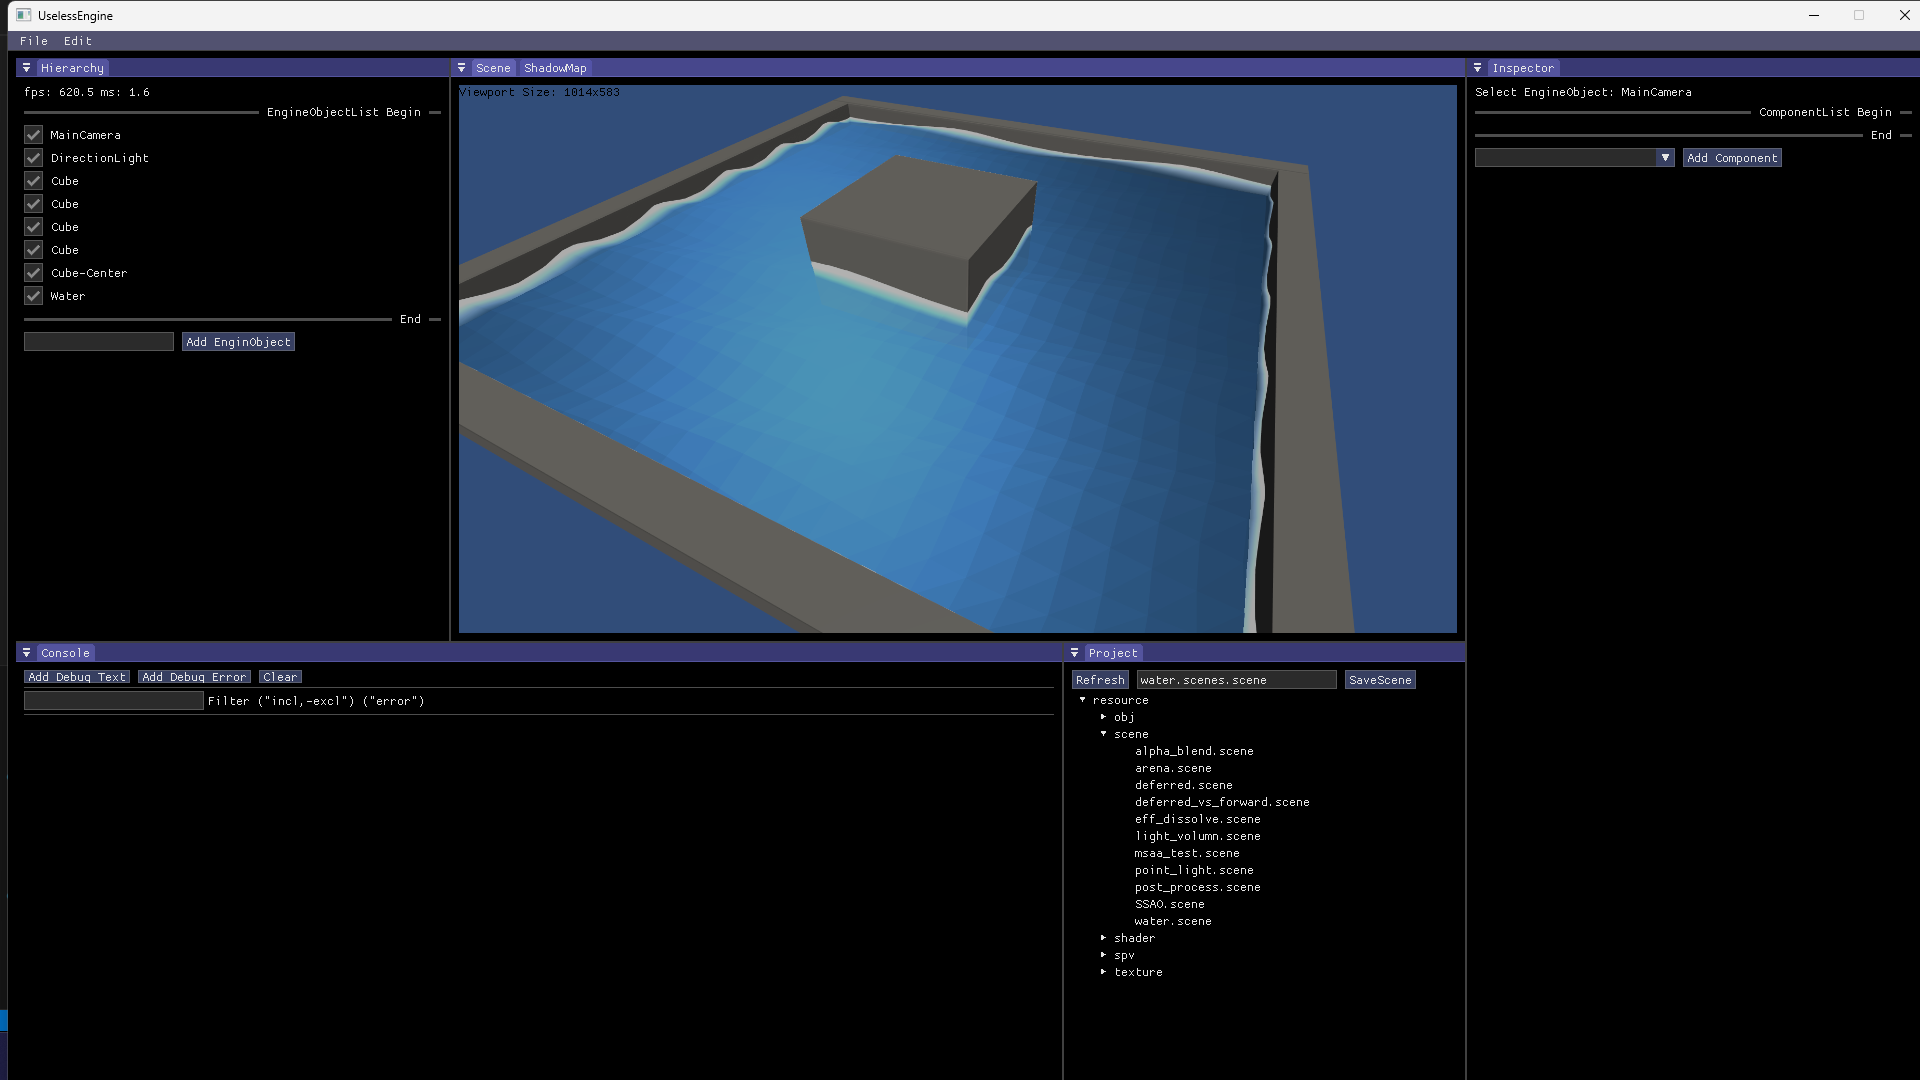 UselessEngine
File Edit
Hierarchy
fps: 620.5 ms: 1.6
EngineObjectList Begin
MainCamera
DirectionLight
Cube
Cube
Cube
Cube
Cube-Center
Water
End
Add EnginObject
Scene ShadowMap
Viewport Size: 1014x583
Inspector
Select EngineObject: MainCamera
ComponentList Begin
End
Add Component
Console
Add Debug Text Add Debug Error Clear
Filter ("incl,-excl") ("error")
Project
Refresh water.scenes.scene SaveScene
resource
obj
scene
alpha_blend.scene
arena.scene
deferred.scene
deferred_vs_forward.scene
eff_dissolve.scene
light_volumn.scene
msaa_test.scene
point_light.scene
post_process.scene
SSAO.scene
water.scene
shader
spv
texture